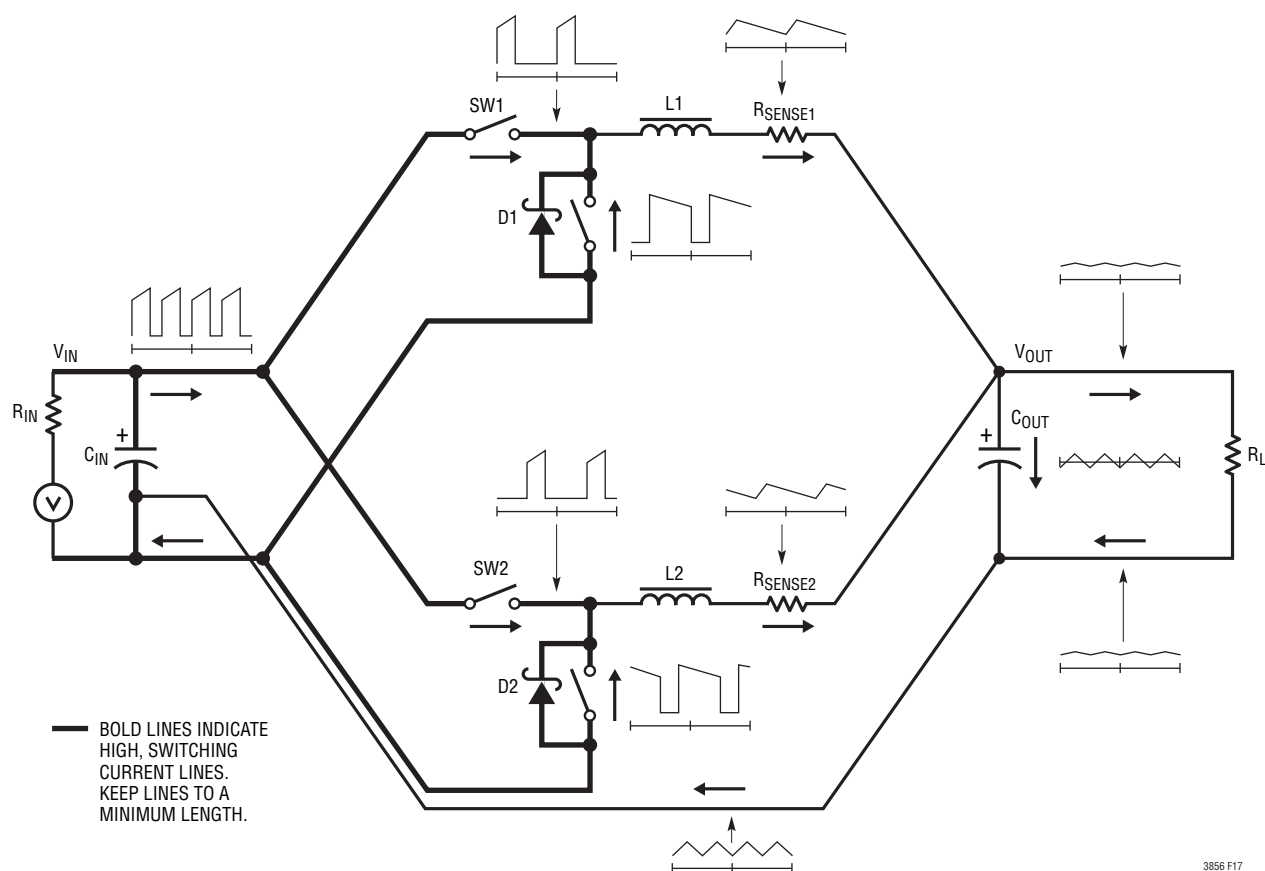 SW1
L1
RSENSE1
D1
VIN
VOUT
RIN
CIN
+
V
+
COUT
RL
SW2
L2
RSENSE2
D2
BOLD LINES INDICATE
HIGH, SWITCHING
CURRENT LINES.
KEEP LINES TO A
MINIMUM LENGTH.
3856 F17